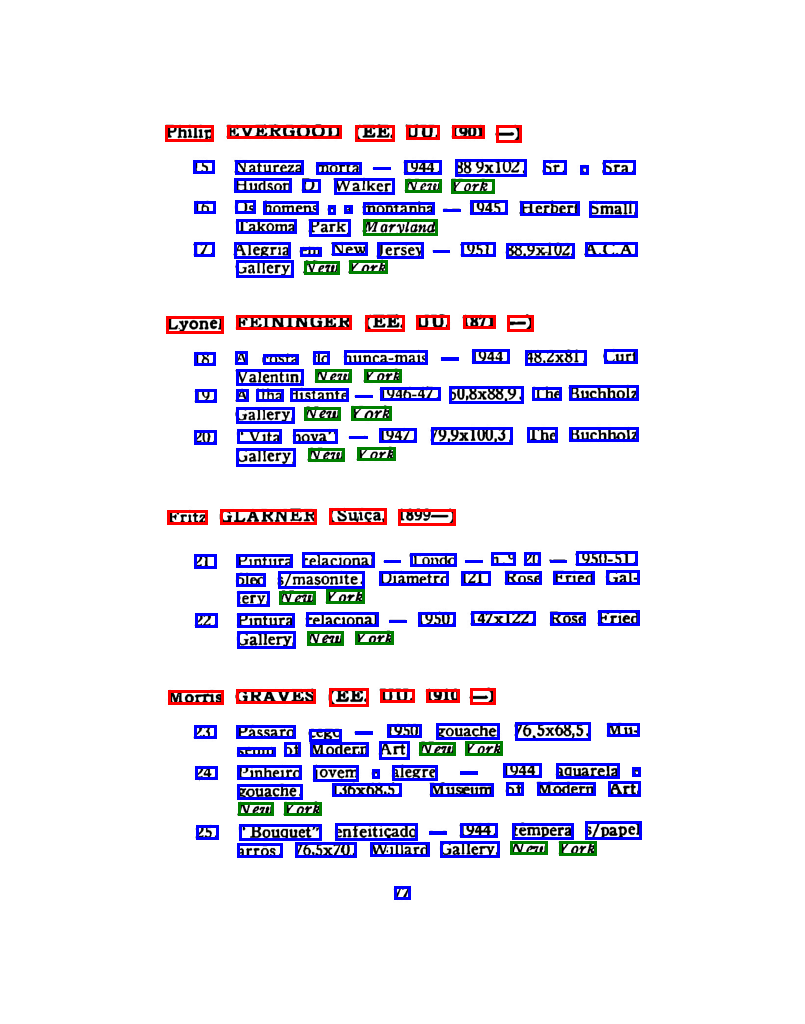 Philip EVERGOOD (EE. UU. 1901 —)
15 Natureza morta — 1944. 88,9x102. Sr. e Sra.
Hudson D. Walker, New York.
16 Os homens e a montanha — 1945. Herbert Small,
Takoma Park, Maryland.
17 Alegria em New Jersey — 1951. 88,9x102. A.C.A.
Gallery, New York.
Lyonel FEININGER (EE. UU. 1871 —)
18 A costa do nunca-mais — 1944. 48,2x81. Curt
Valentin, New York.
19 A ilha distante — 1946-47. 60,8x88,9. The Buchholz
Gallery, New York.
20 "Vita nova" — 1947. 79,9x100,3. The Buchholz
Gallery, New York.
Fritz GLARNER (Suiça, 1899—)
21 Pintura relacional — Tondo — n.º 20 — 1950-51.
óleo s/masonite. Diâmetro 121. Rose Fried Gal-
lery, New York.
22 Pintura relacional — 1950. 147x122. Rose Fried
Gallery, New York.
Morris GRAVES (EE. UU. 1910 —)
23 Pássaro cego — 1950. gouache. 76,5x68,5. Mu-
seum of Modern Art, New York.
24 Pinheiro jovem e alegre — 1944. aquarela e
gouache. 136x68,5. Museum of Modern Art,
New York.
25 "Bouquet" enfeitiçado — 1944. têmpera s/papel
arroz. 76,5x70. Willard Gallery, New York.
77